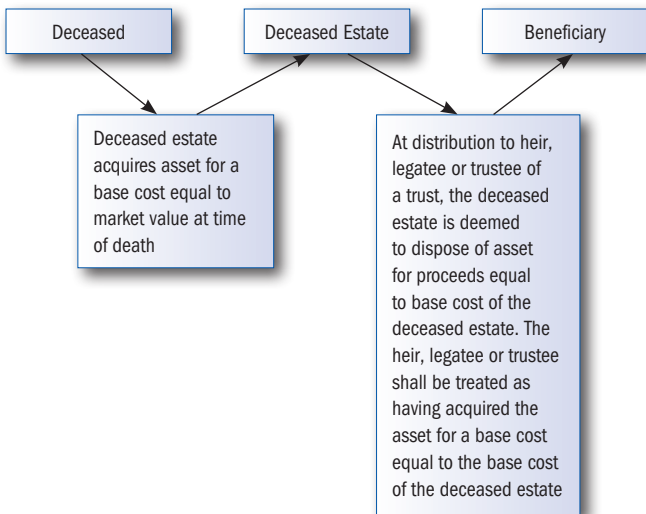 Deceased
Deceased Estate
Beneficiary
Deceased estate
acquires asset for a
base cost equal to
market value at time
of death
At distribution to heir,
legatee or trustee of
a trust, the deceased
estate is deemed
to dispose of asset
for proceeds equal
to base cost of the
deceased estate. The
heir, legatee or trustee
shall be treated as
having acquired the
asset for a base cost
equal to the base cost
of the deceased estate